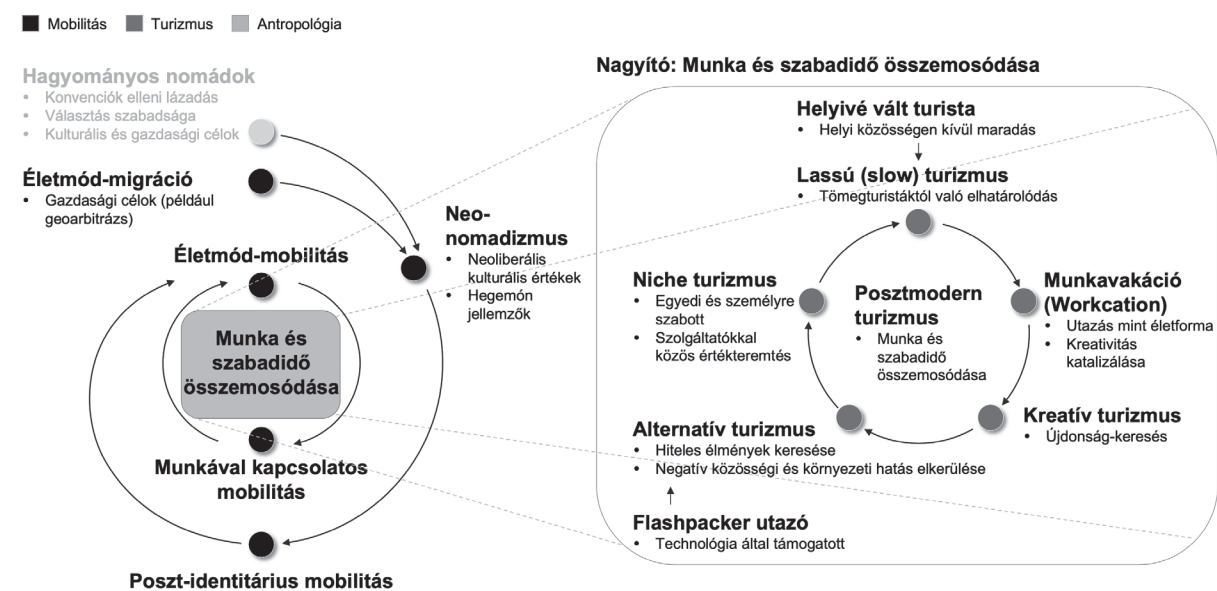 Mobilitás
Turizmus
Antropológia
Hagyományos nomádok
• Konvenciók elleni lázadás
• Választás szabadsága
• Kulturális és gazdasági célok
Életmód-migráció
• Gazdasági célok (például
geoarbitrázs)
Életmód-mobilitás
Neo-
nomadizmus
• Neoliberális
kulturális értékek
• Hegemón
jellemzők
Munka és
szabadidő
összemosódása
Munkával kapcsolatos
mobilitás
Poszt-identitárius mobilitás
Nagyító: Munka és szabadidő összemosódása
Helyivé vált turista
• Helyi közösségen kívül maradás
Lassú (slow) turizmus
• Tömegturistáktól való elhatárolódás
Niche turizmus
• Egyedi és személyre
szabott
• Szolgáltatókkal
közös értékteremtés
Posztmodern
turizmus
• Munka és
szabadidő
összemosódása
Munkavakáció
(Workcation)
• Utazás mint életforma
• Kreativitás
katalizálása
Kreatív turizmus
• Újdonság-keresés
Alternatív turizmus
• Hiteles élmények keresése
• Negatív közösségi és környezeti hatás elkerülése
Flashpacker utazó
• Technológia által támogatott